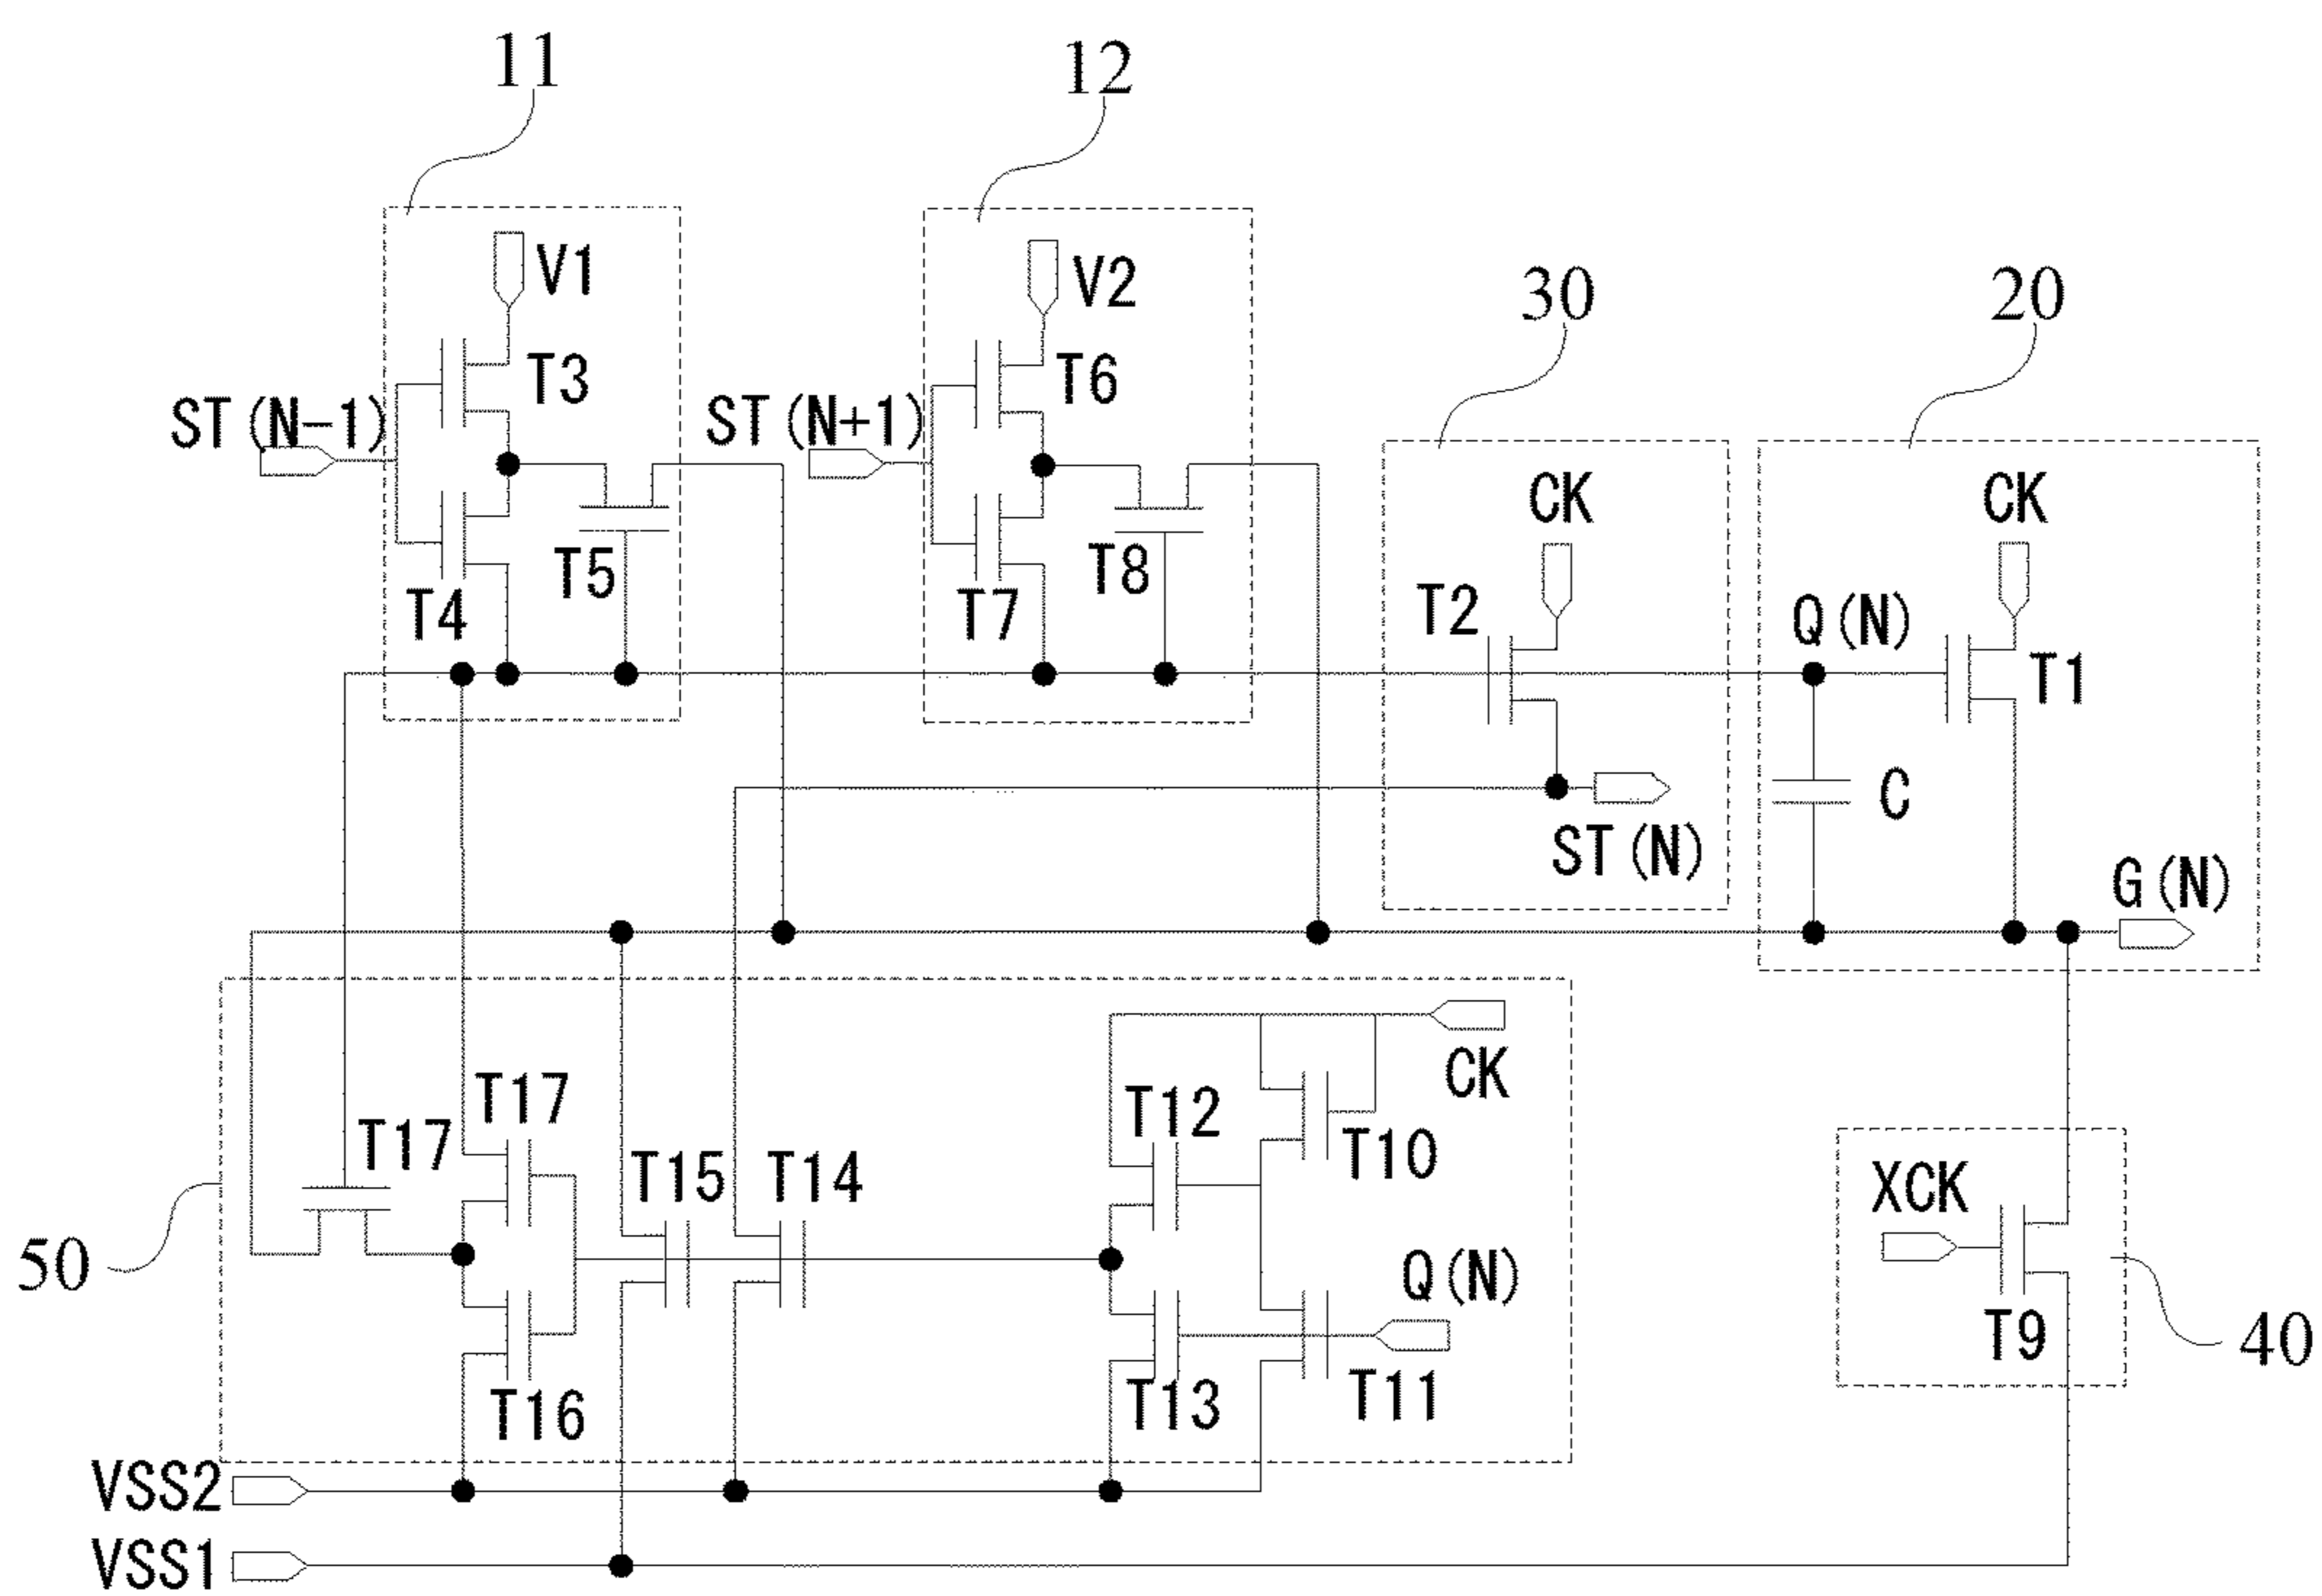 11
12
V1
V2
30
20
T3
T6
ST(N-1)
ST(N+1)
CK
CK
T5
T8
T4
T7
T2
Q(N)
T1
C
ST(N)
G(N)
CK
T17
T12
T17
T10
T15
T14
XCK
50
Q(N)
T9
40
T16
T13
T11
VSS2
VSS1